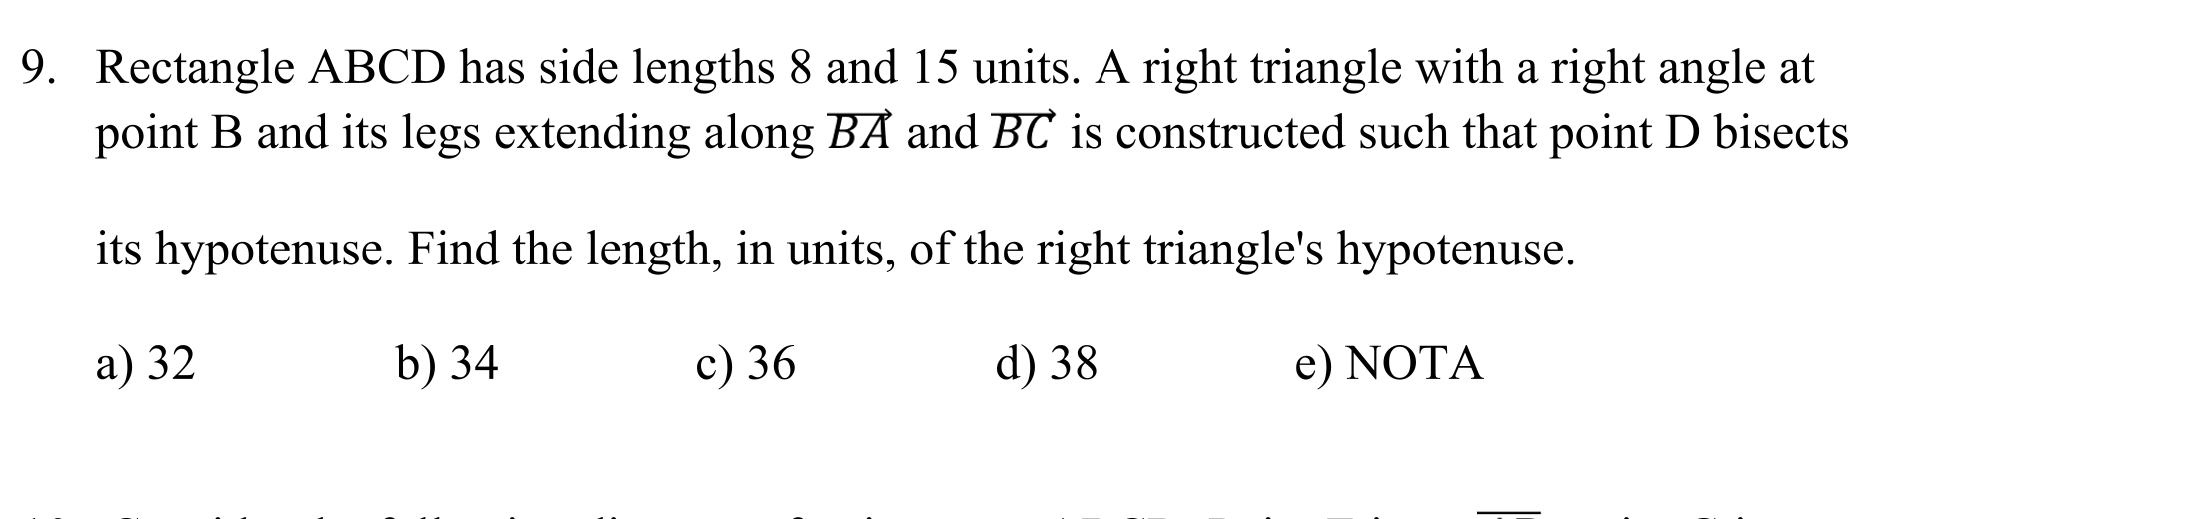 9. Rectangle ABCD has side lengths 8 and 15 units. A right triangle with a right angle at
point B and its legs extending along \overrightarrow{BA} and \overrightarrow{BC} is constructed such that point D bisects
its hypotenuse. Find the length, in units, of the right triangle's hypotenuse.
a) 32 b) 34 c) 36 d) 38 e) NOTA